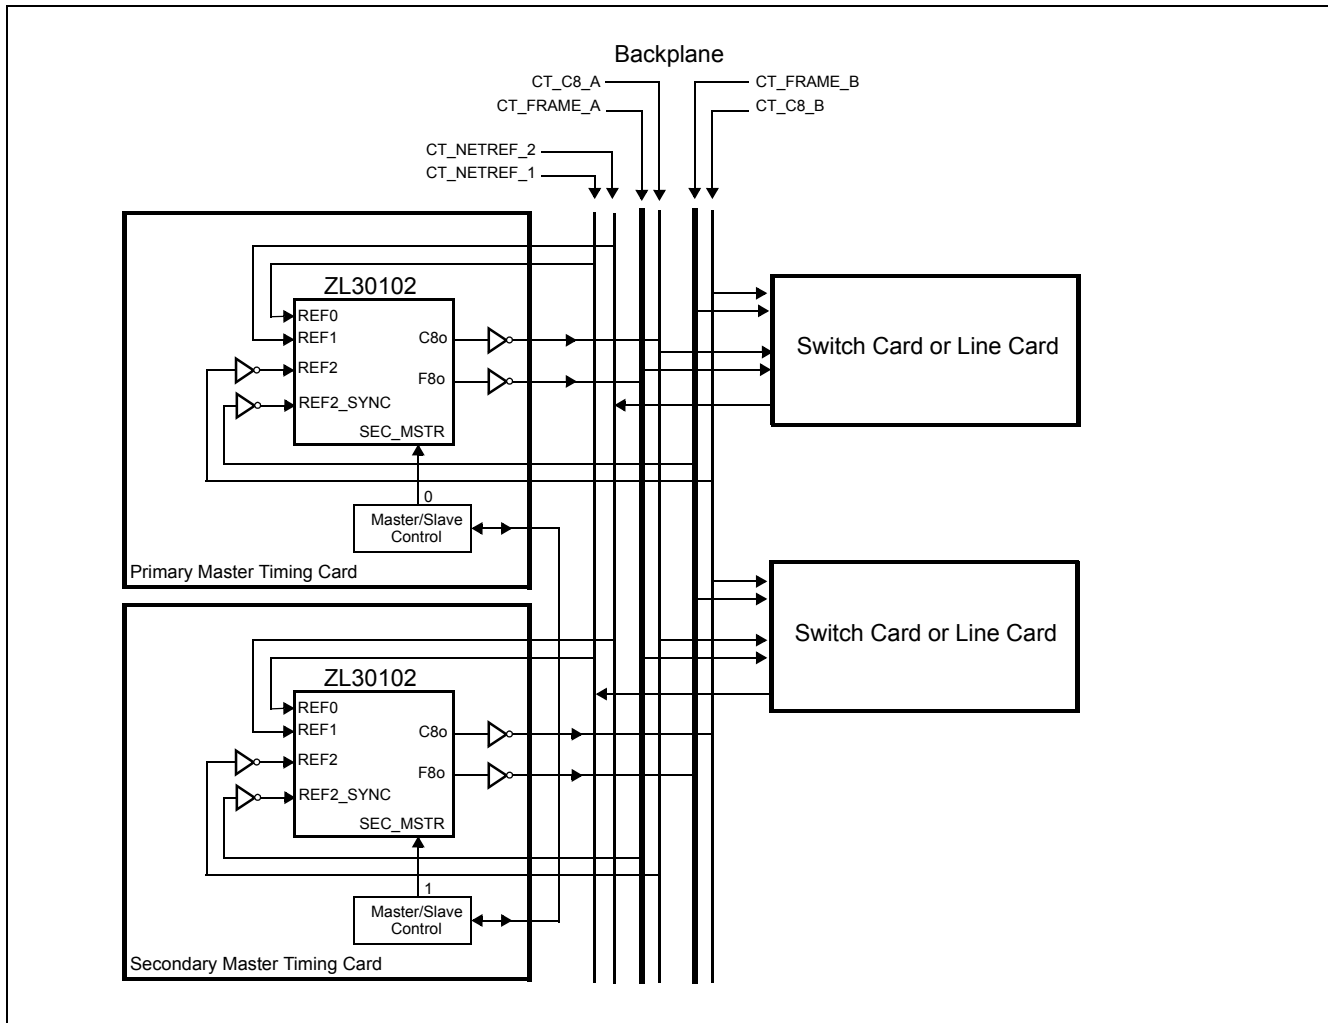 Backplane
CT_C8_A
CT_FRAME_B
CT_FRAME_A
CT_C8_B
CT_NETREF_2
CT_NETREF_1
ZL30102
REF0
REF1
C8o
REF2
F8o
REF2_SYNC
SEC_MSTR
0
Master/Slave
Control
Primary Master Timing Card
Switch Card or Line Card
ZL30102
REF0
REF1
C8o
REF2
F8o
REF2_SYNC
SEC_MSTR
1
Master/Slave
Control
Secondary Master Timing Card
Switch Card or Line Card